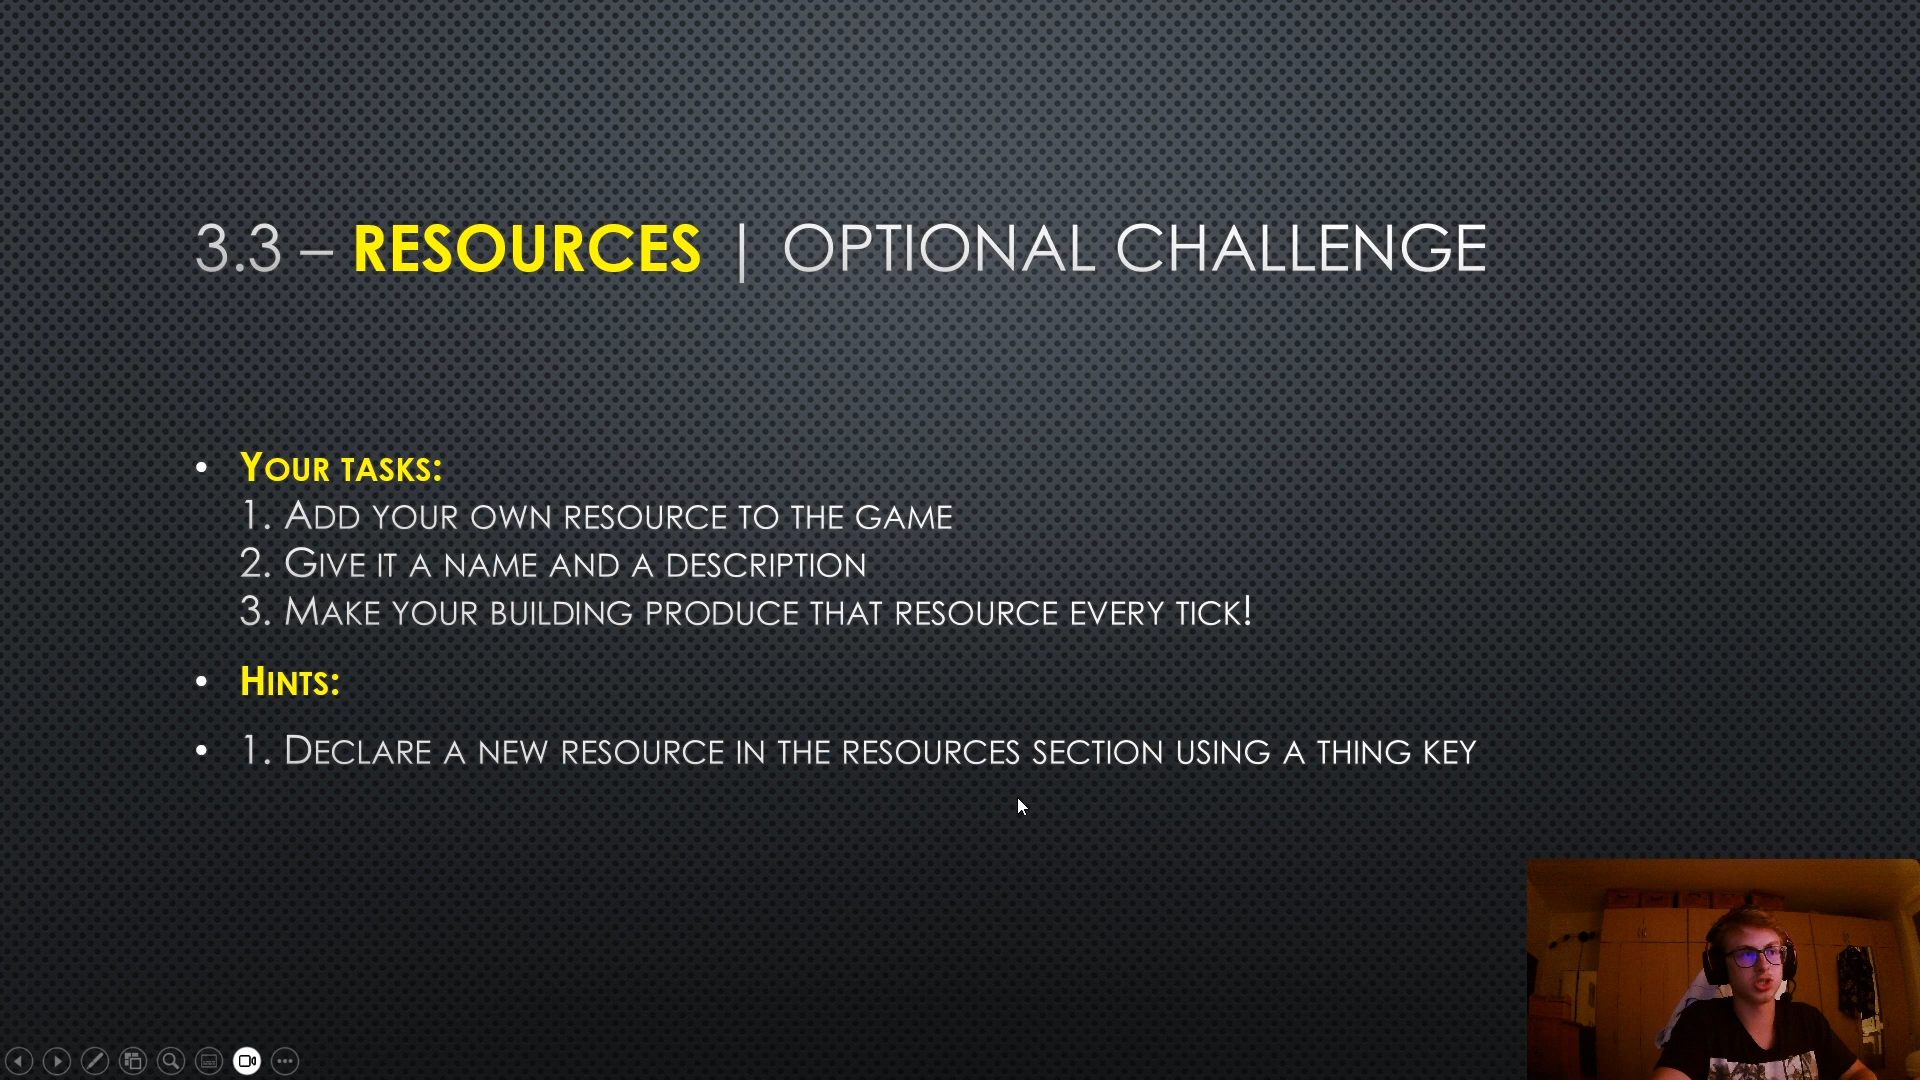 3.3 – RESOURCES | OPTIONAL CHALLENGE
• YOUR TASKS:
1. ADD YOUR OWN RESOURCE TO THE GAME
2. GIVE IT A NAME AND A DESCRIPTION
3. MAKE YOUR BUILDING PRODUCE THAT RESOURCE EVERY TICK!
• HINTS:
• 1. DECLARE A NEW RESOURCE IN THE RESOURCES SECTION USING A THING KEY